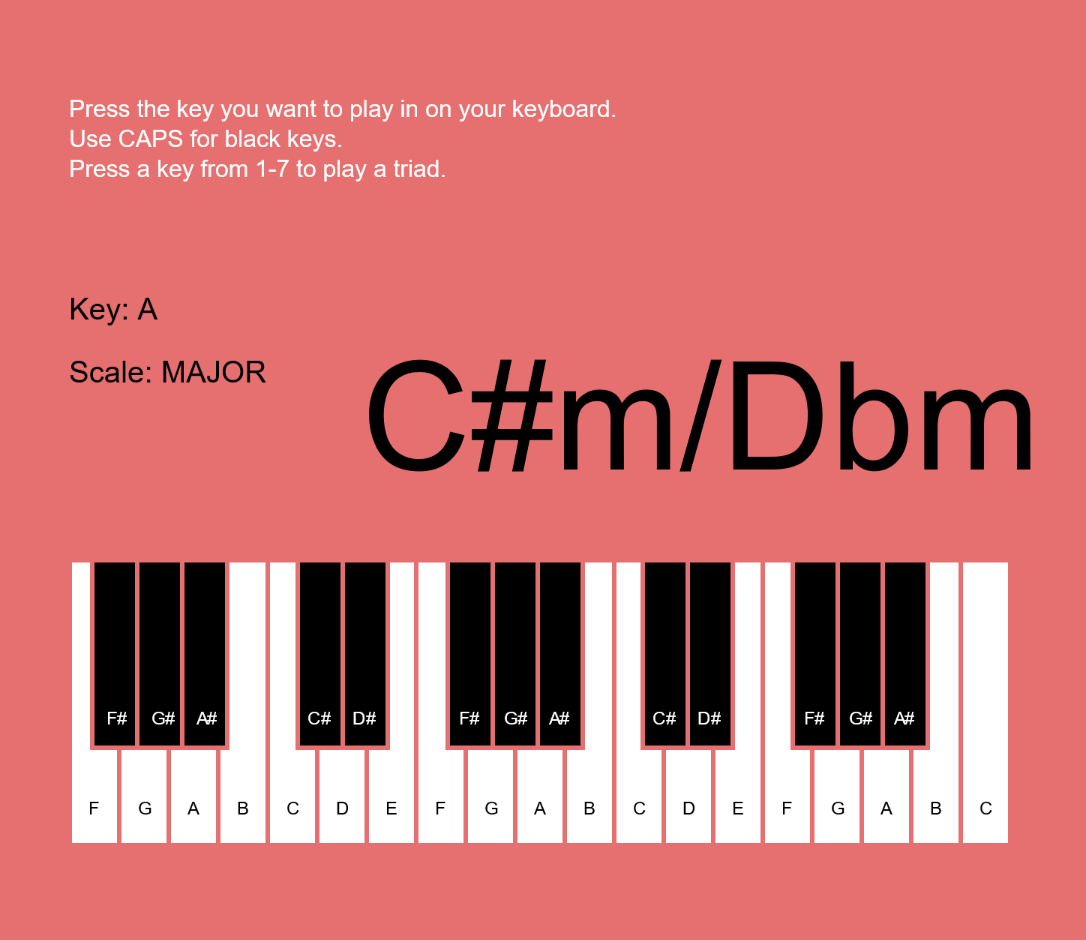 Press the key you want to play in on your keyboard.
Use CAPS for black keys.
Press a key from 1-7 to play a triad.
Key: A
Scale: MAJOR
C#m/Dbm
F# G# A# C# D# F# G# A# C# D# F# G# A#
F G A B C D E F G A B C D E F G A B C